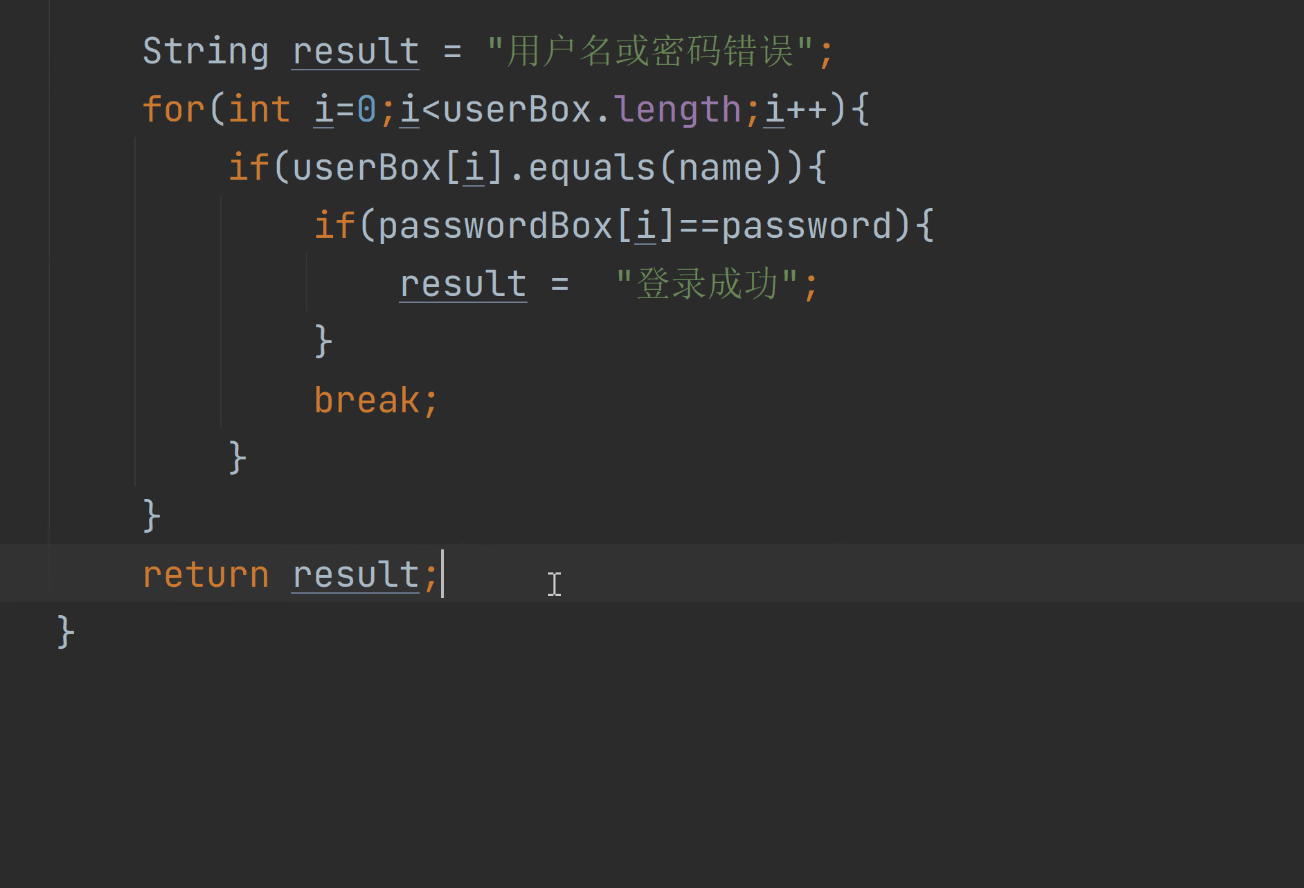 String result = "用户名或密码错误";
for(int i=0;i<userBox.length;i++){
if(userBox[i].equals(name)){
if(passwordBox[i]==password){
result =  "登录成功";
}
break;
}
}
return result;
}